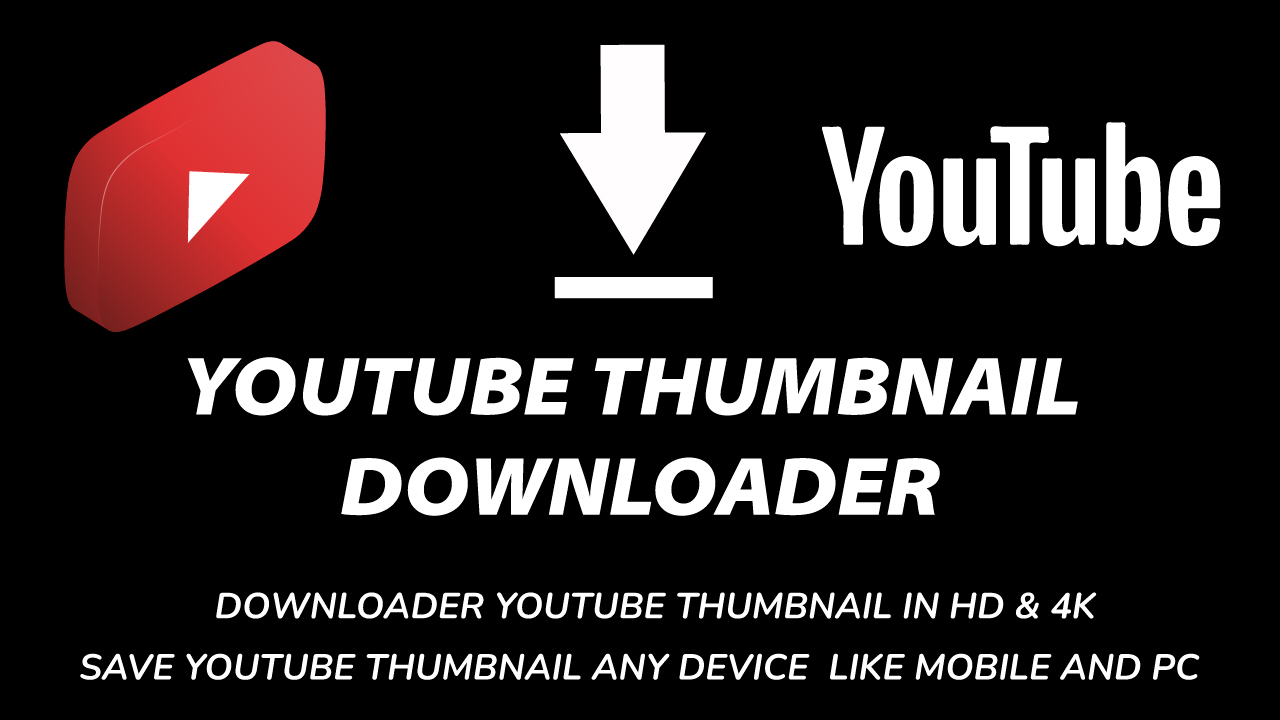 YouTube
YOUTUBE THUMBNAIL
DOWNLOADER
DOWNLOADER YOUTUBE THUMBNAIL IN HD & 4K
SAVE YOUTUBE THUMBNAIL ANY DEVICE  LIKE MOBILE AND PC